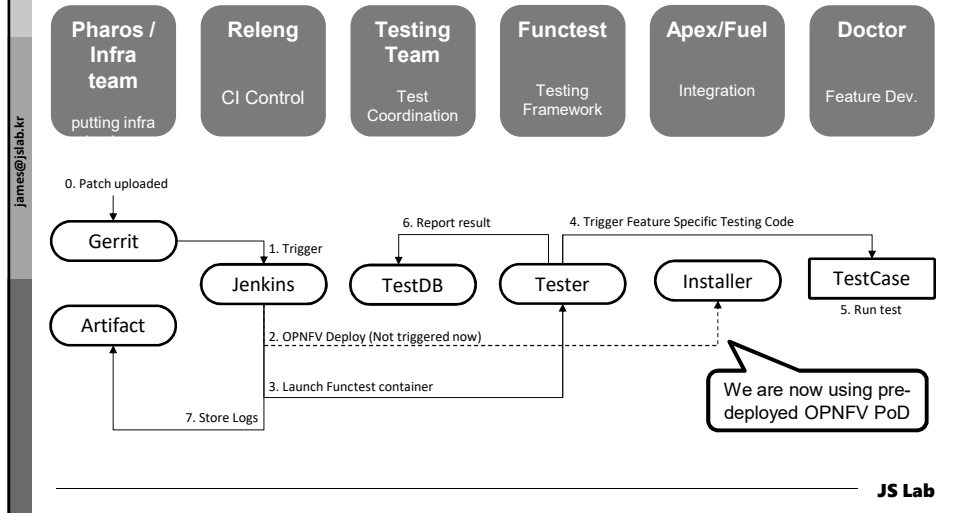 Pharos /
Infra
team
putting infra
Releng
CI Control
Testing
Team
Test
Coordination
Functest
Testing
Framework
Apex/Fuel
Integration
Doctor
Feature Dev.
james@jslab.kr
0. Patch uploaded
Gerrit
1. Trigger
Jenkins
6. Report result
TestDB
4. Trigger Feature Specific Testing Code
Tester
Installer
TestCase
5. Run test
Artifact
2. OPNFV Deploy (Not triggered now)
3. Launch Functest container
7. Store Logs
We are now using pre-
deployed OPNFV PoD
JS Lab